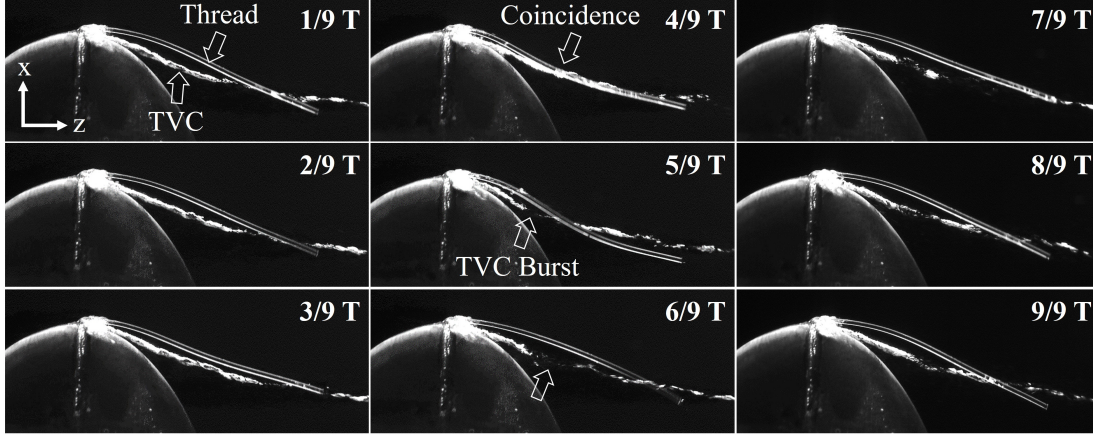 Thread
1/9 T
Coincidence
4/9 T
7/9 T
x
z
TVC
2/9 T
5/9 T
8/9 T
TVC Burst
3/9 T
6/9 T
9/9 T